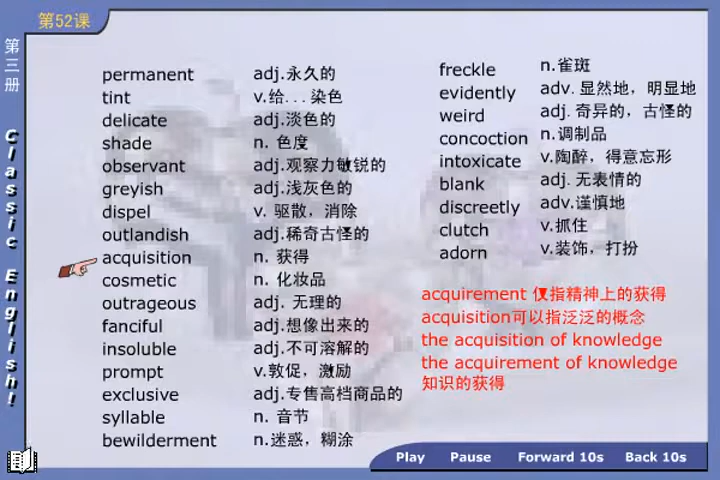 第52课
第三册
Classic English!
permanent adj.永久的
tint v.给...染色
delicate adj.淡色的
shade n. 色度
observant adj.观察力敏锐的
greyish adj.浅灰色的
dispel v. 驱散，消除
outlandish adj.稀奇古怪的
acquisition n. 获得
cosmetic n. 化妆品
outrageous adj. 无理的
fanciful adj.想像出来的
insoluble adj.不可溶解的
prompt v.敦促，激励
exclusive adj.专售高档商品的
syllable n. 音节
bewilderment n.迷惑，糊涂
freckle n.雀斑
evidently adv. 显然地，明显地
weird adj. 奇异的，古怪的
concoction n.调制品
intoxicate v.陶醉，得意忘形
blank adj. 无表情的
discreetly adv.谨慎地
clutch v.抓住
adorn v.装饰，打扮
acquirement 仅指精神上的获得
acquisition可以指泛泛的概念
the acquisition of knowledge
the acquirement of knowledge
知识的获得
Play Pause Forward 10s Back 10s